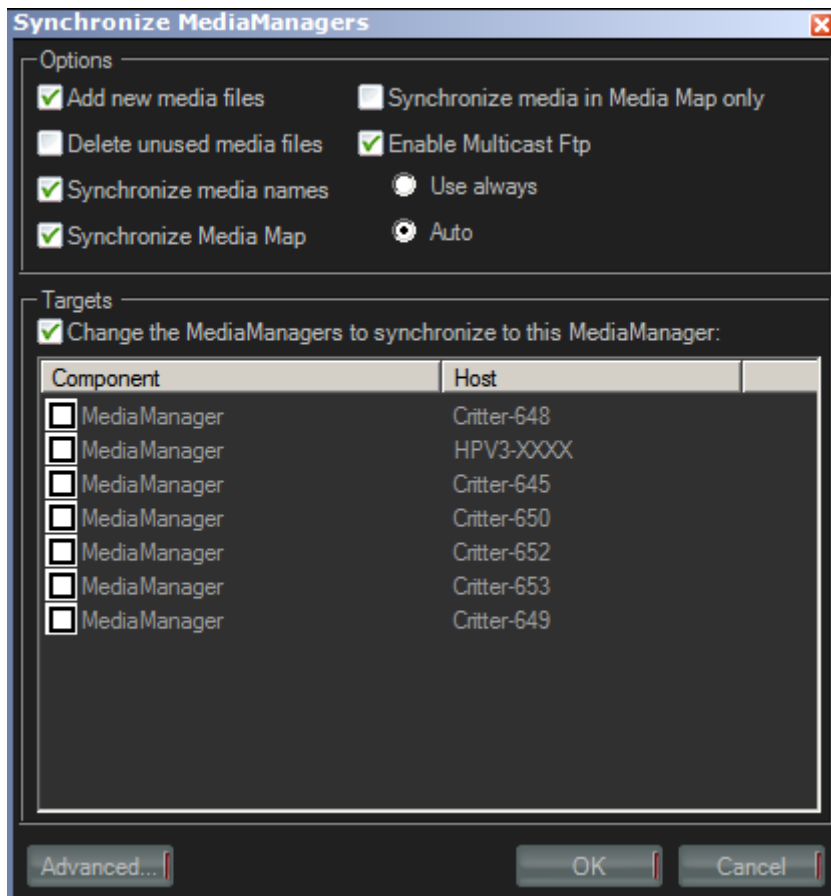 Synchronize MediaManagers
Options
Add new media files
Synchronize media in Media Map only
Delete unused media files
Enable Multicast Ftp
Synchronize media names
Use always
Synchronize Media Map
Auto
Targets
Change the MediaManagers to synchronize to this MediaManager:
Component Host
MediaManager Critter-648
MediaManager HPV3-XXXX
MediaManager Critter-645
MediaManager Critter-650
MediaManager Critter-652
MediaManager Critter-653
MediaManager Critter-649
Advanced... OK Cancel